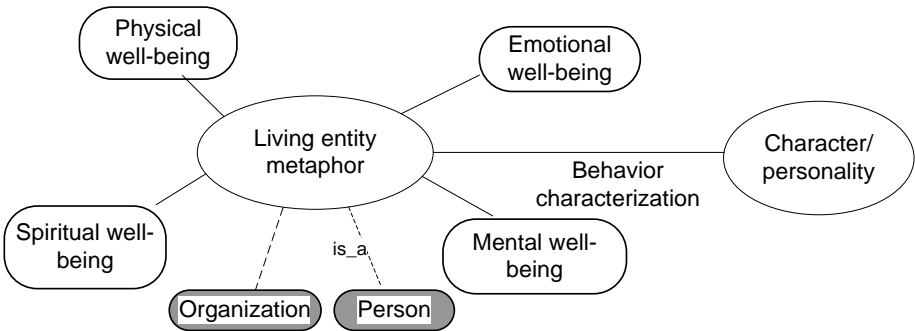 Physical
well-being
Emotional
well-being
Living entity
metaphor
Character/
personality
Behavior
characterization
Spiritual well-
being
Mental well-
being
is_a
Organization
Person